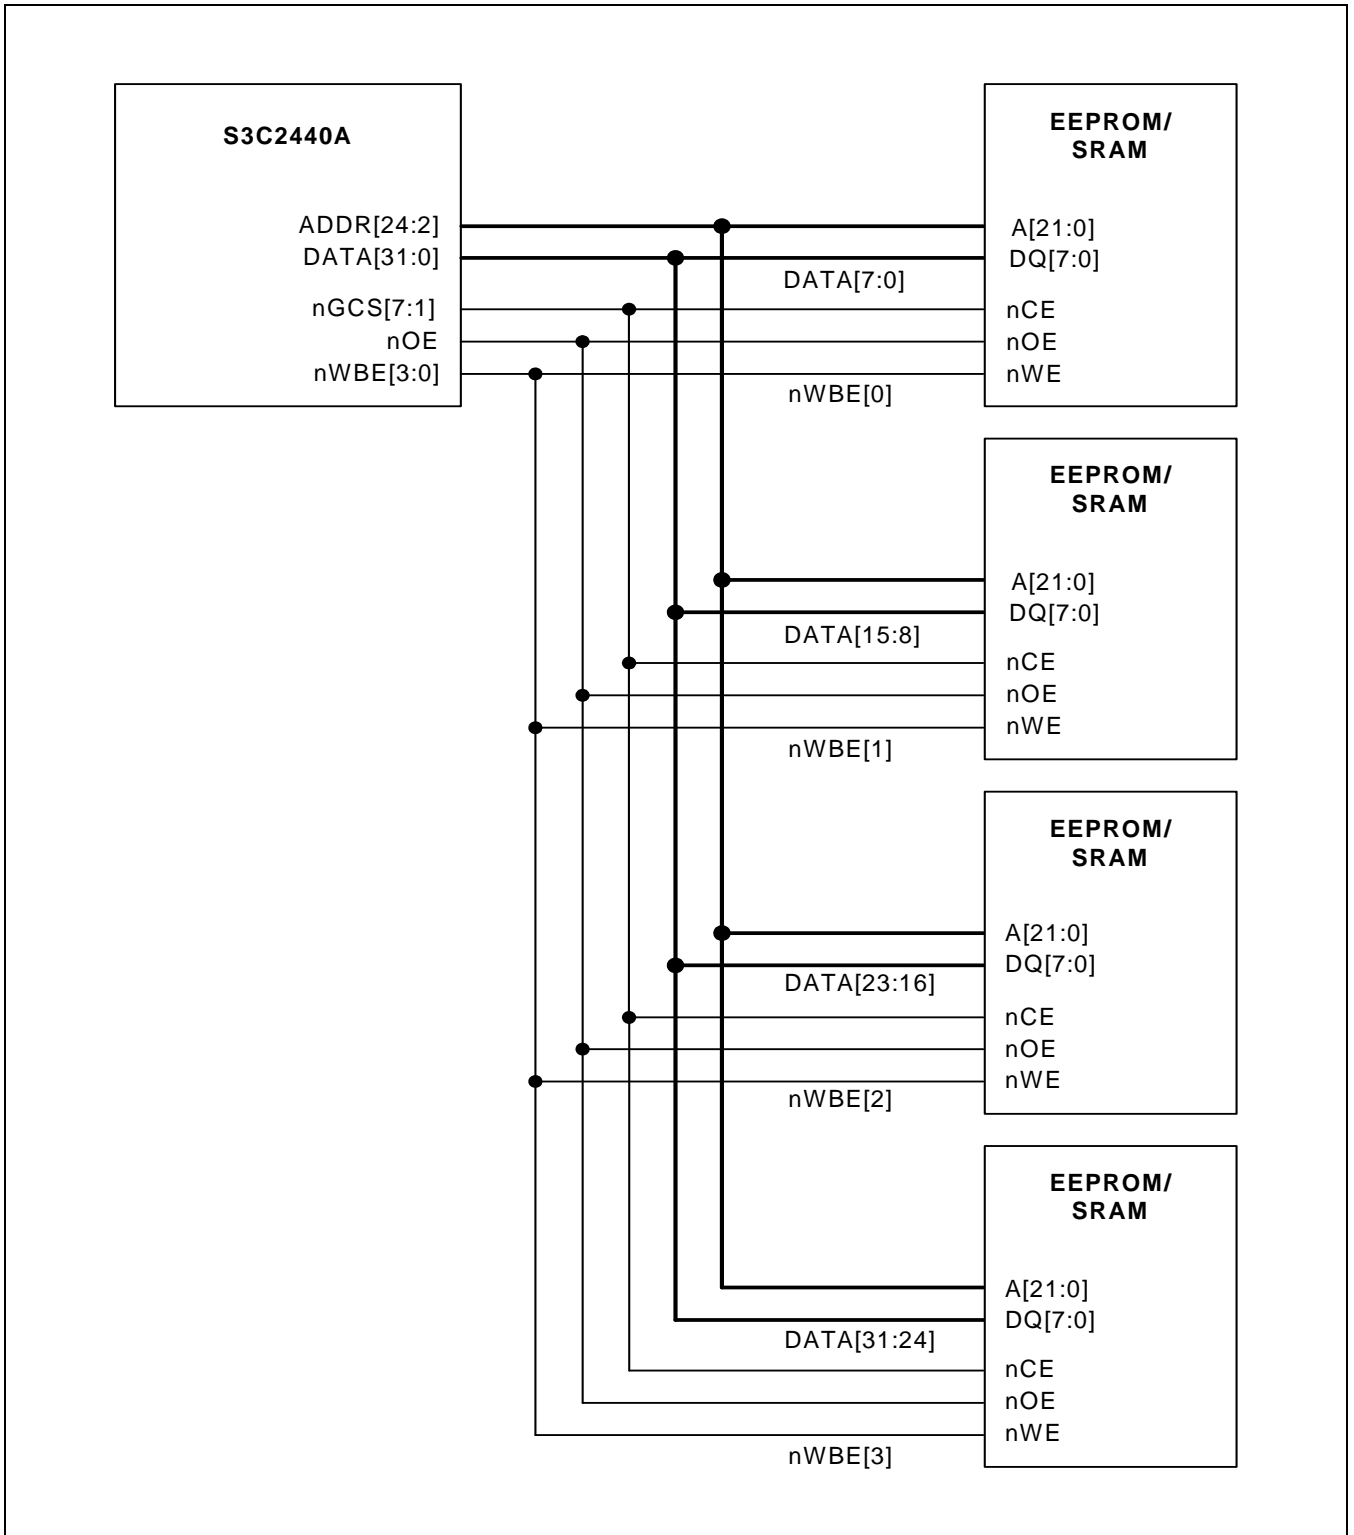 S3C2440A
ADDR[24:2]
DATA[31:0]
nGCS[7:1]
nOE
nWBE[3:0]
DATA[7:0]
nWBE[0]
EEPROM/
SRAM
A[21:0]
DQ[7:0]
nCE
nOE
nWE
DATA[15:8]
nWBE[1]
EEPROM/
SRAM
A[21:0]
DQ[7:0]
nCE
nOE
nWE
DATA[23:16]
nWBE[2]
EEPROM/
SRAM
A[21:0]
DQ[7:0]
nCE
nOE
nWE
DATA[31:24]
nWBE[3]
EEPROM/
SRAM
A[21:0]
DQ[7:0]
nCE
nOE
nWE